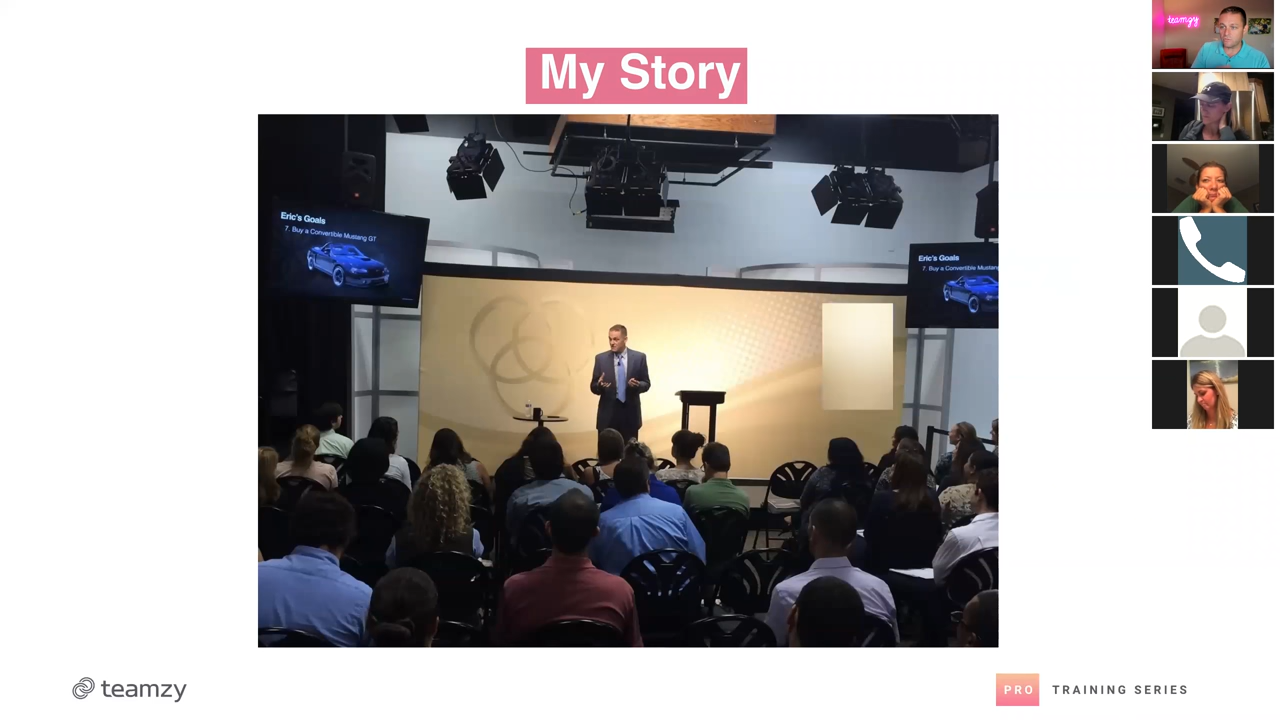 My Story
teamzy
Eric's Goals
7. Buy a Convertible Mustang GT
Eric's Goals
7. Buy a Convertible Mustang
teamzy
PRO TRAINING SERIES